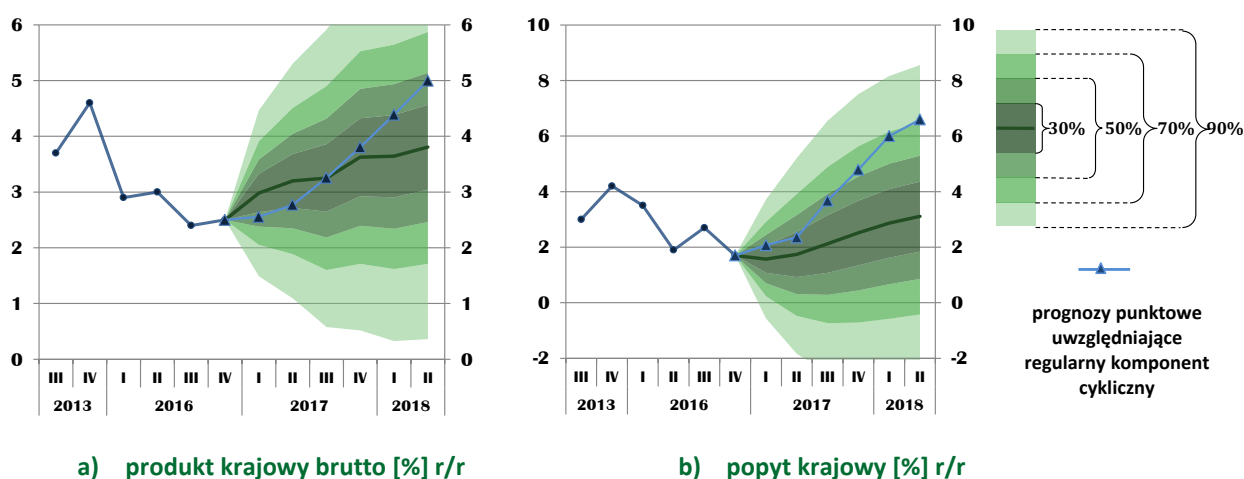 6 6
5 5
4 4
3 3
2 2
1 1
0 0
III IV I II III IV I II III IV I II
2013 2016 2017 2018
a) produkt krajowy brutto [%] r/r
10 10
8 8
6 6
4 4
2 2
0 0
-2 -2
III IV I II III IV I II III IV I II
2013 2016 2017 2018
b) popyt krajowy [%] r/r
30% 50% 70% 90%
prognozy punktowe
uwzględniające
regularny komponent
cykliczny